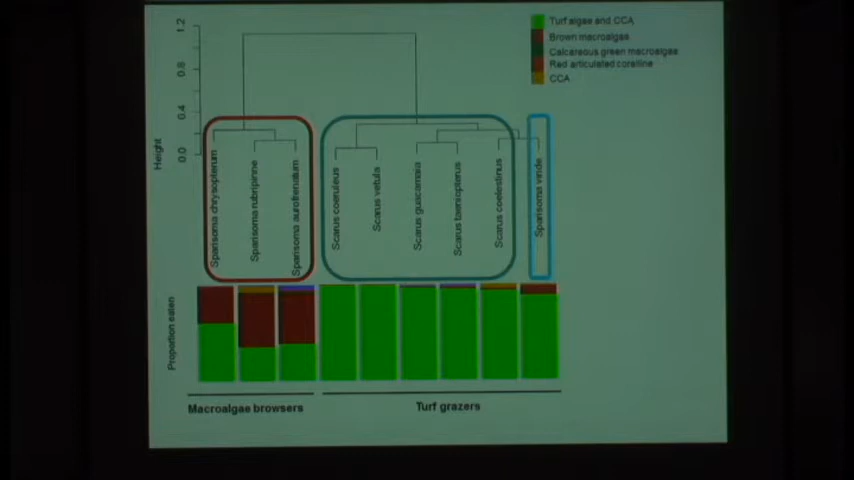 Turf algae and CCA
Brown macroalgae
Calcareous green macroalgae
Red articulated coralline
CCA
Height
0.0 0.4 0.8 1.2
Sparisoma chrysopterum
Sparisoma rubripinne
Sparisoma aurofrenatum
Scarus coeruleus
Scarus vetula
Scarus guacamaia
Scarus taeniopterus
Scarus coelestinus
Sparisoma viride
Proportion eaten
Macroalgae browsers
Turf grazers